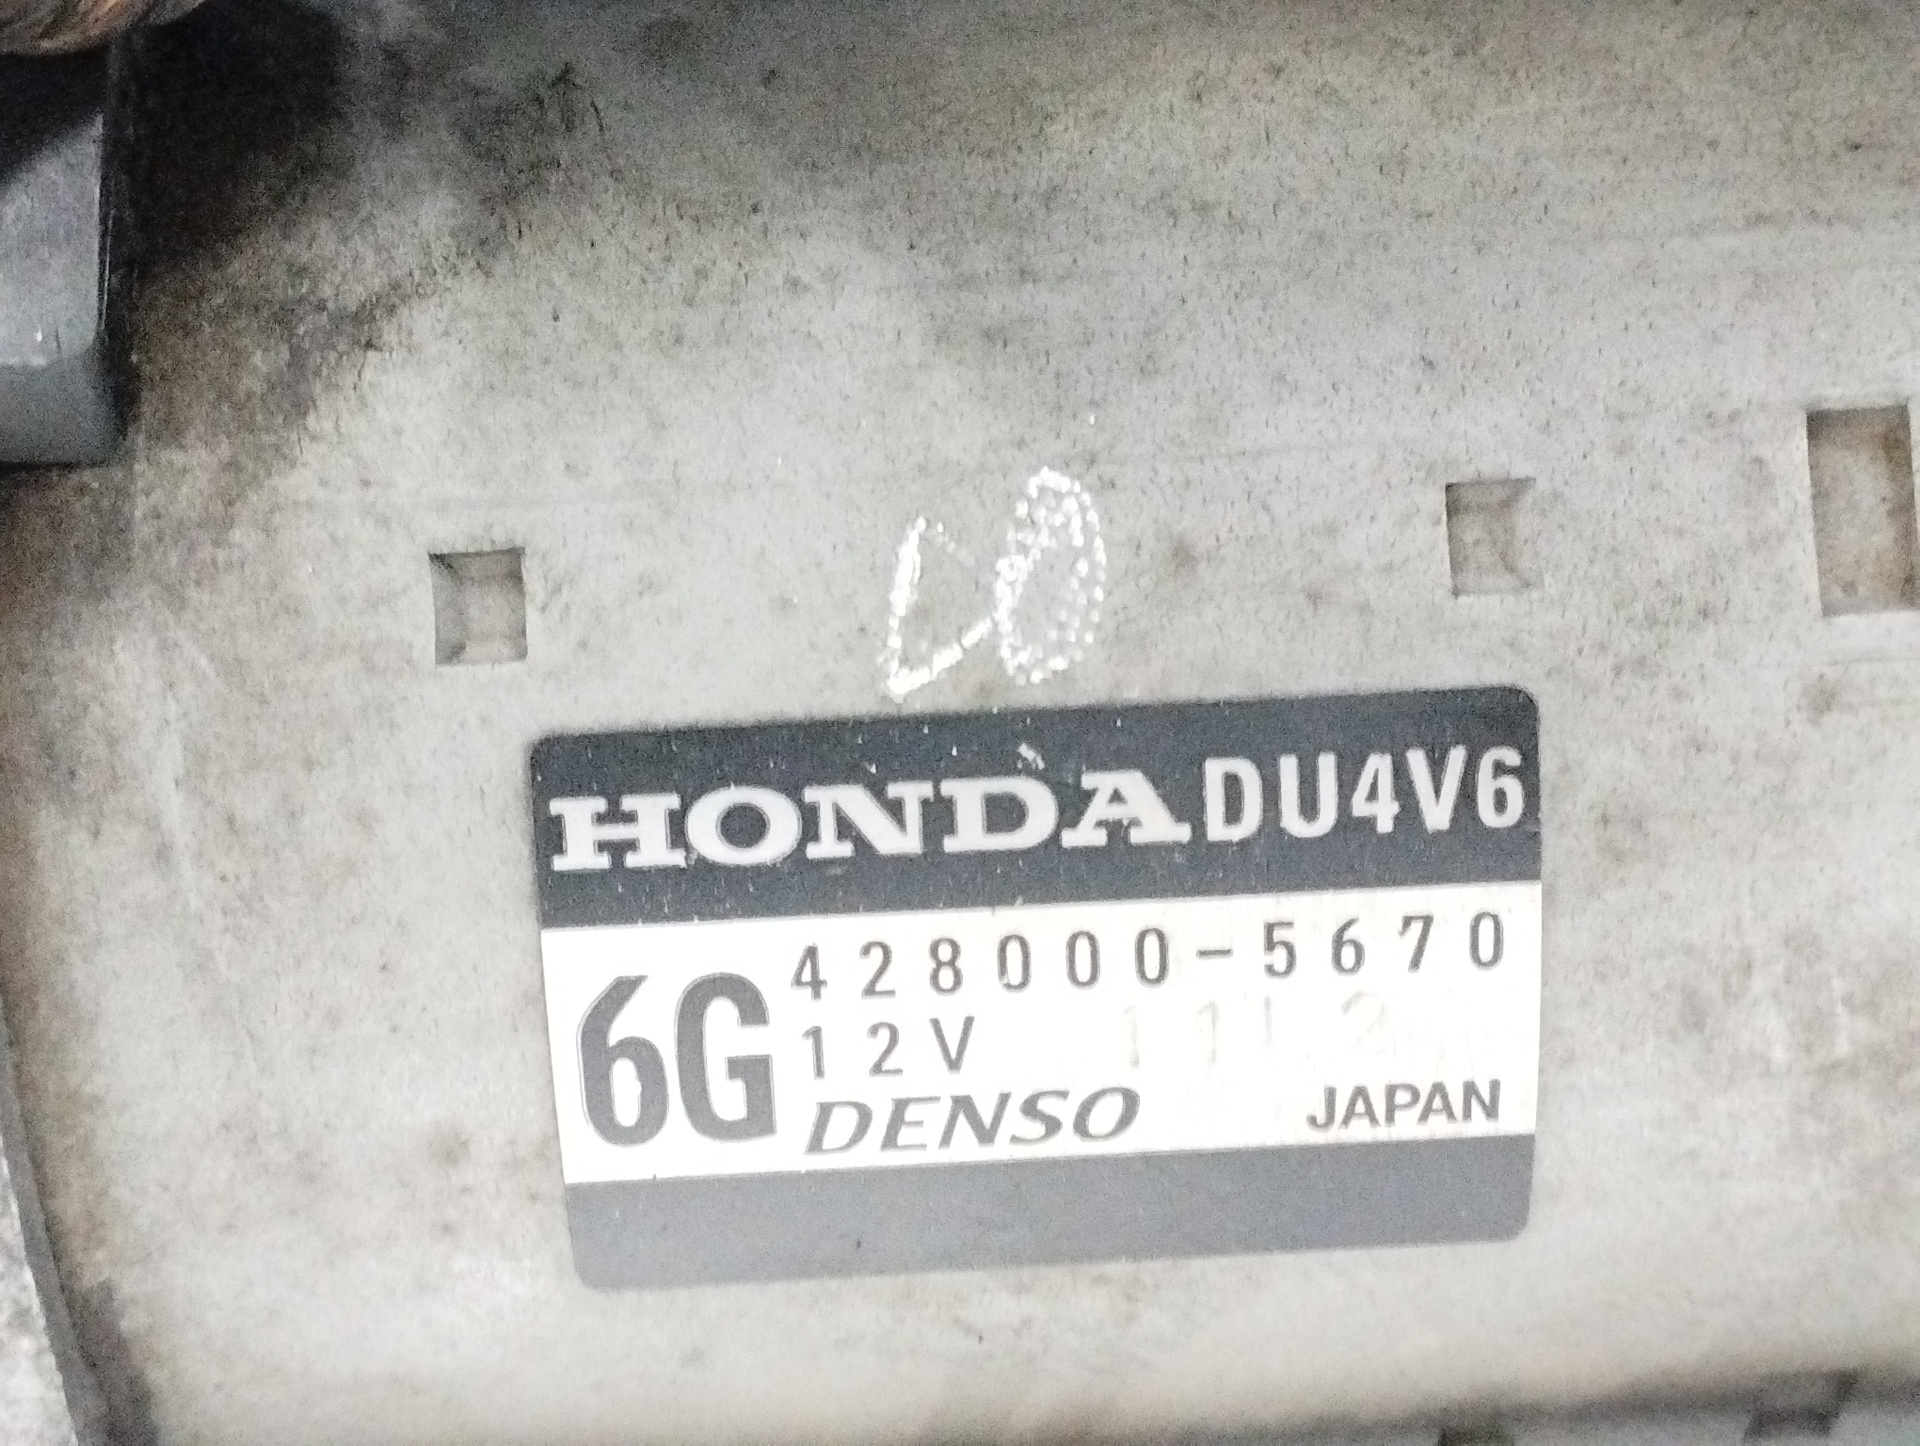 HONDA DU4V6
6G
428000-5670
12V
DENSO JAPAN